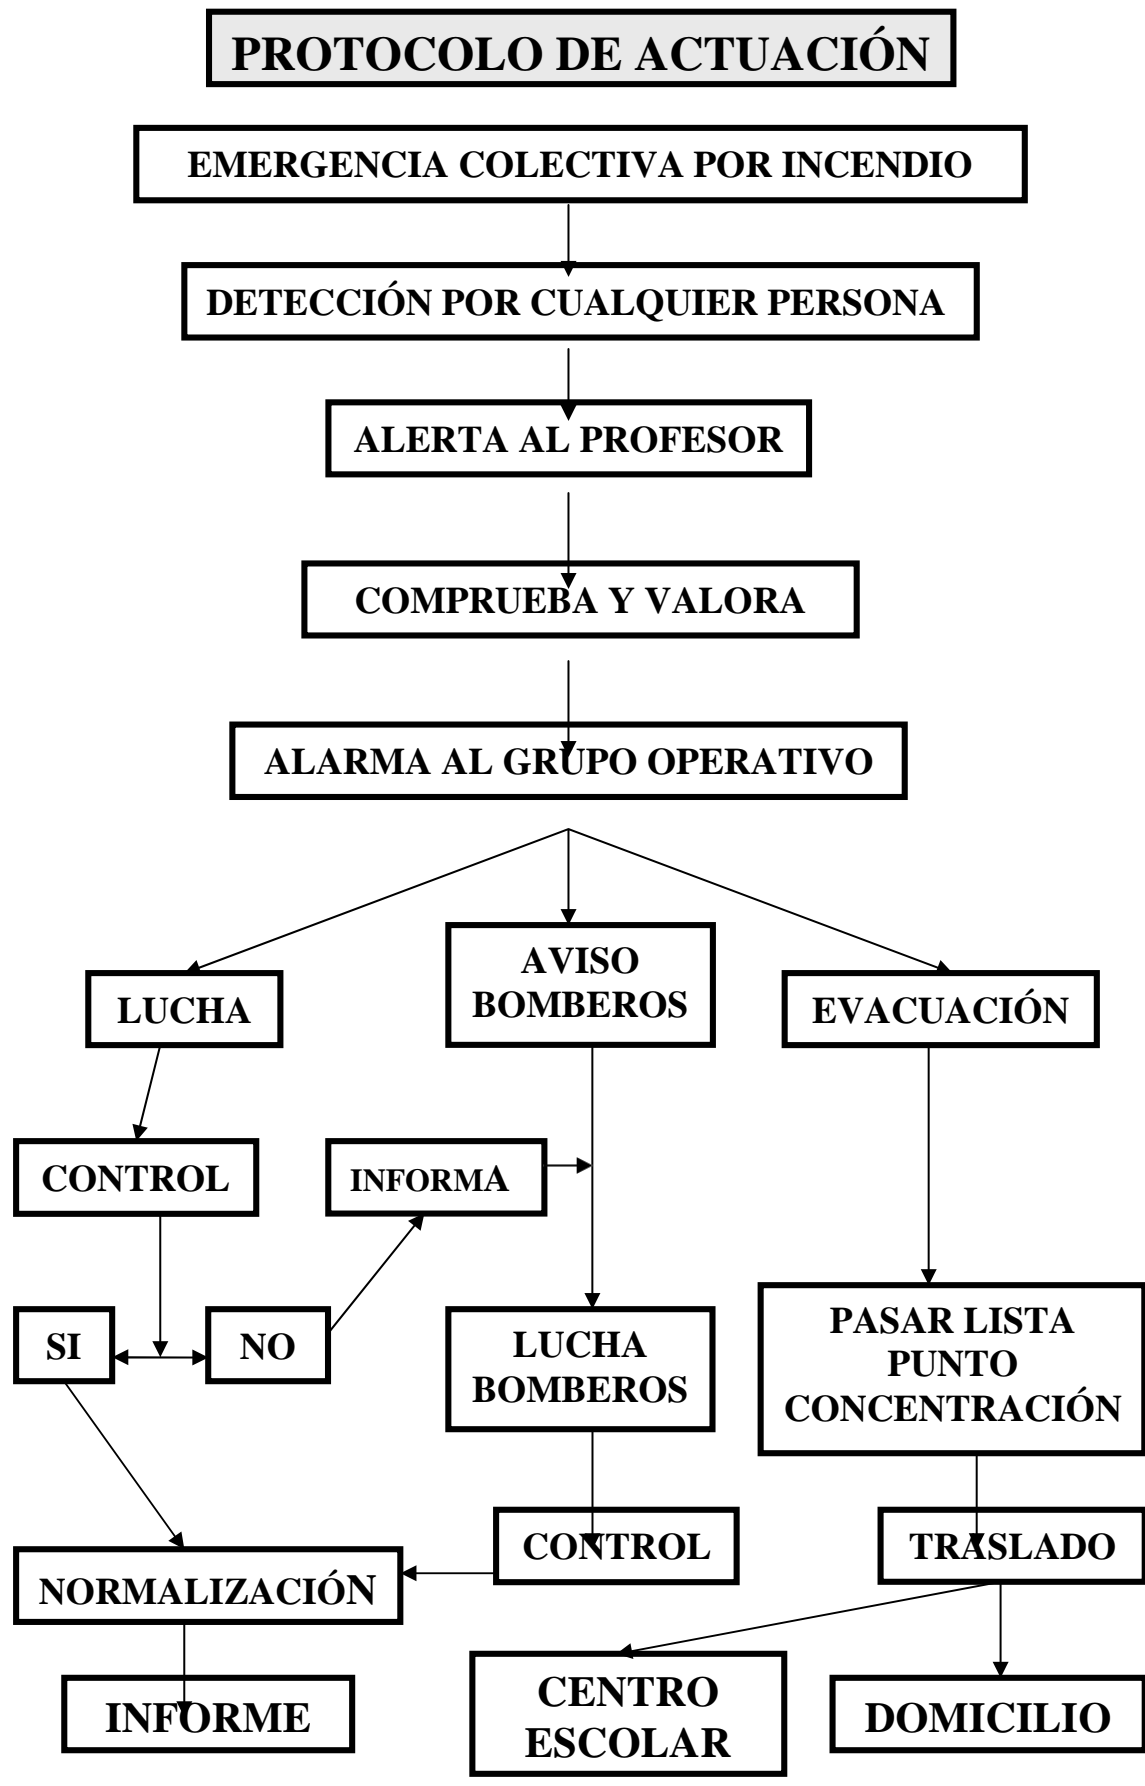 PROTOCOLO DE ACTUACIÓN
EMERGENCIA COLECTIVA POR INCENDIO
DETECCIÓN POR CUALQUIER PERSONA
ALERTA AL PROFESOR
COMPRUEBA Y VALORA
ALARMA AL GRUPO OPERATIVO
LUCHA
AVISO
BOMBEROS
EVACUACIÓN
CONTROL
INFORMA
SI
NO
LUCHA
BOMBEROS
PASAR LISTA
PUNTO
CONCENTRACIÓN
NORMALIZACIÓN
CONTROL
TRASLADO
INFORME
CENTRO
ESCOLAR
DOMICILIO